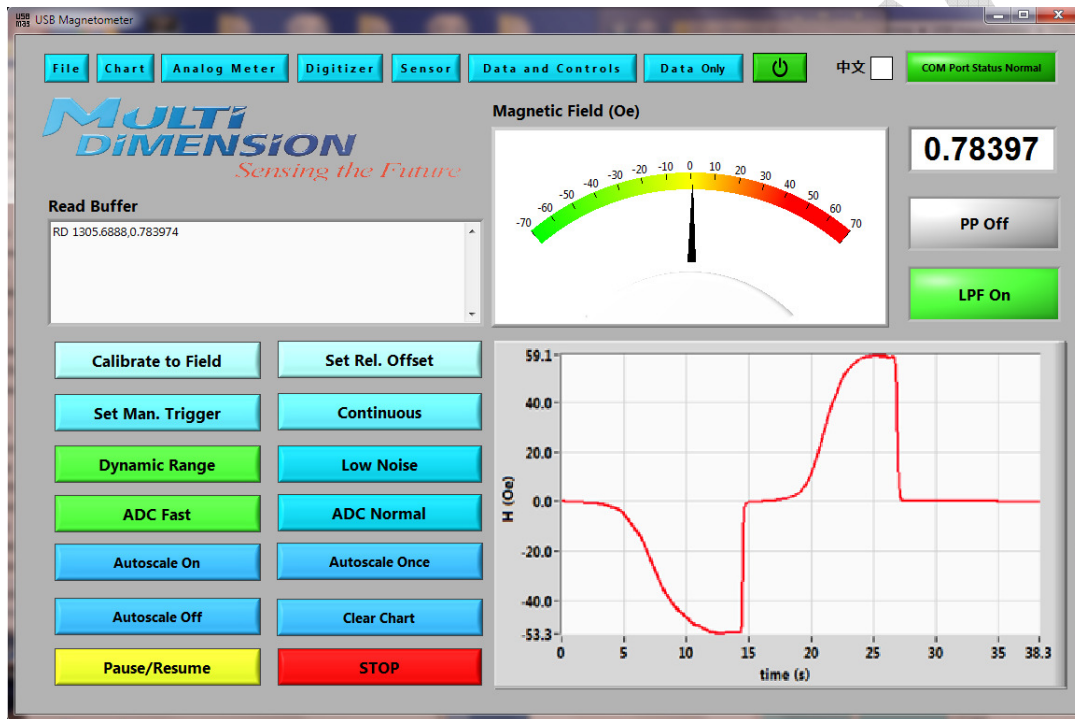 USB Magnetometer
File Chart Analog Meter Digitizer Sensor Data and Controls Data Only 中文 COM Port Status Normal
MULTi
DiMENSiON
Sensing the Future
Magnetic Field (Oe)
0.78397
-70 -60 -50 -40 -30 -20 -10 0 10 20 30 40 50 60 70
Read Buffer
RD 1305.6888,0.783974
PP Off
LPF On
Calibrate to Field Set Rel. Offset
Set Man. Trigger Continuous
Dynamic Range Low Noise
ADC Fast ADC Normal
Autoscale On Autoscale Once
Autoscale Off Clear Chart
Pause/Resume STOP
59.1
40.0
20.0
0.0
-20.0
-40.0
-53.3
H (Oe)
0 5 10 15 20 25 30 35 38.3
time (s)